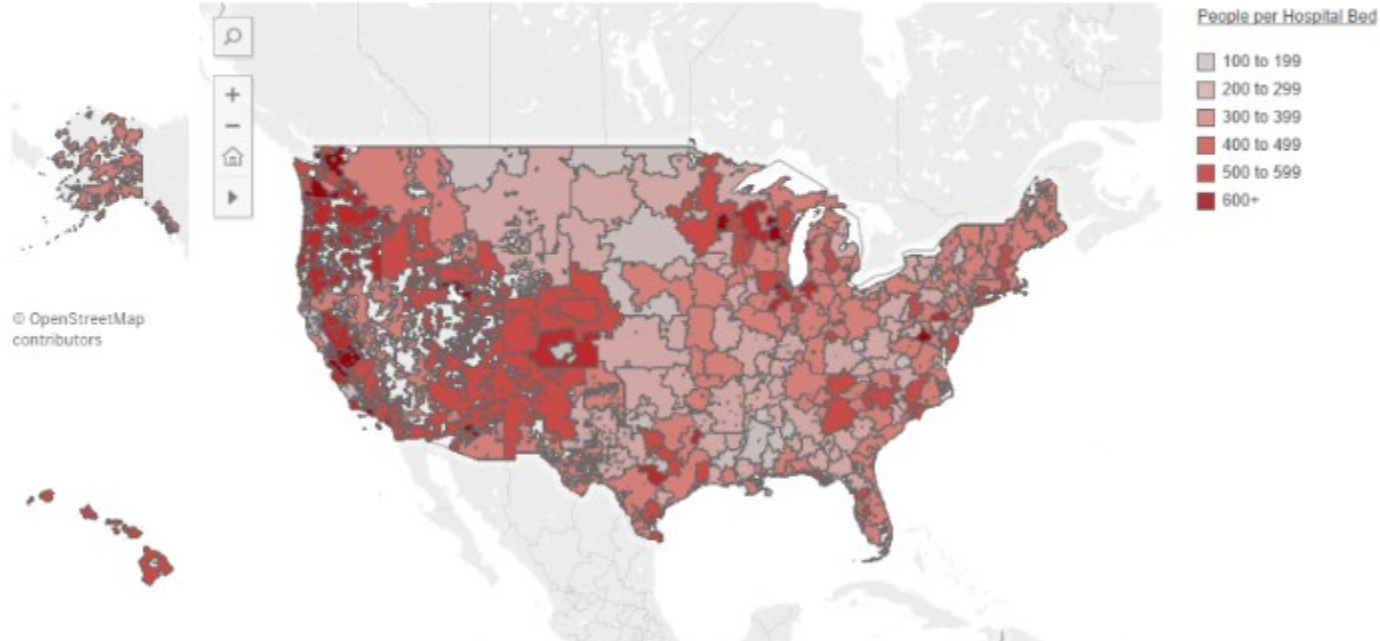 People per Hospital Bed
100 to 199
200 to 299
300 to 399
400 to 499
500 to 599
600+
© OpenStreetMap
contributors